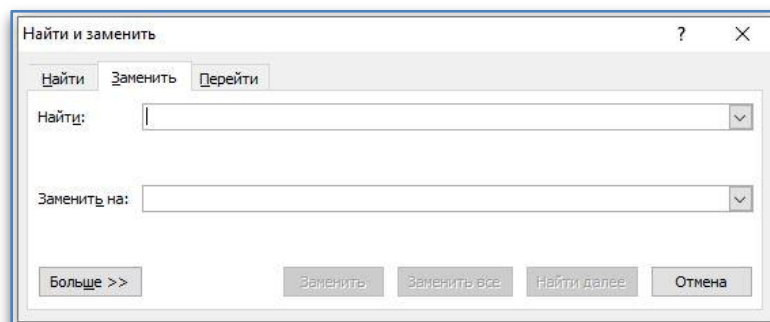 Найти и заменить ? ×
Найти Заменить Перейти
Найти:
Заменить на:
Больше >> Заменить Заменить все Найти далее Отмена